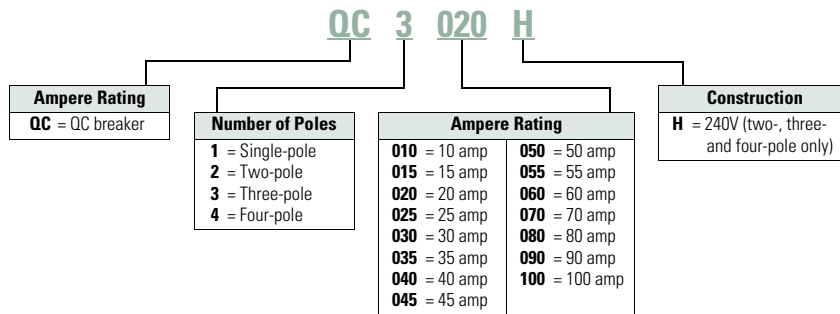 QC 3 020 H
Ampere Rating
QC = QC breaker
Number of Poles
1 = Single-pole
2 = Two-pole
3 = Three-pole
4 = Four-pole
Ampere Rating
010 = 10 amp
015 = 15 amp
020 = 20 amp
025 = 25 amp
030 = 30 amp
035 = 35 amp
040 = 40 amp
045 = 45 amp
050 = 50 amp
055 = 55 amp
060 = 60 amp
070 = 70 amp
080 = 80 amp
090 = 90 amp
100 = 100 amp
Construction
H = 240V (two-, three-
and four-pole only)